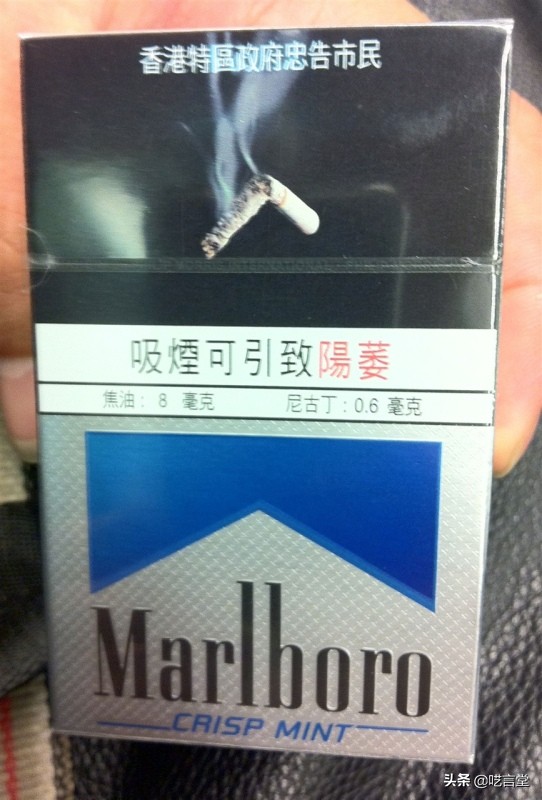 香港特區政府忠告市民
吸煙可引致陽萎
焦油： 8 毫克 尼古丁：0.6 毫克
Marlboro
CRISP MINT
头条 @呓言堂